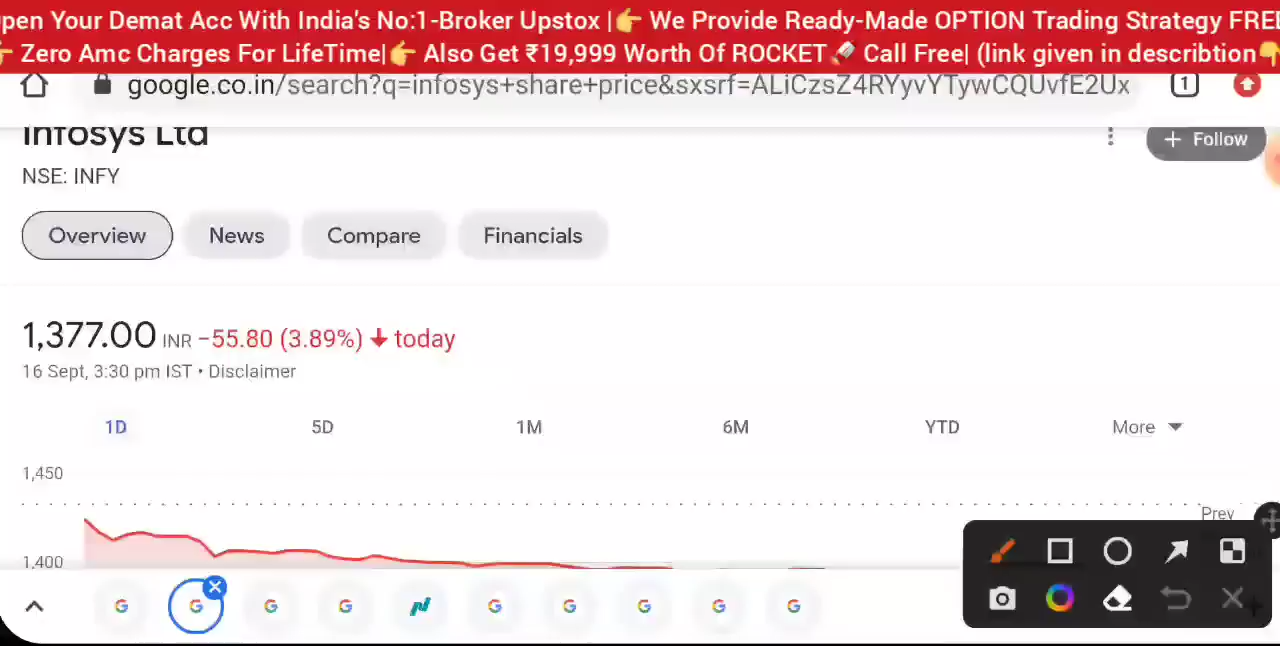 pen Your Demat Acc With India's No:1-Broker Upstox |👉 We Provide Ready-Made OPTION Trading Strategy FREE
👉 Zero Amc Charges For LifeTime|👉 Also Get ₹19,999 Worth Of ROCKET🚀 Call Free| (link given in describtion👇
google.co.in/search?q=infosys+share+price&sxsrf=ALiCzsZ4RYyvYTywCQUvfE2Ux
1
Infosys Ltd
+ Follow
NSE: INFY
Overview News Compare Financials
1,377.00 INR −55.80 (3.89%) ↓ today
16 Sept, 3:30 pm IST • Disclaimer
1D 5D 1M 6M YTD More
1,450
Prev
1,400